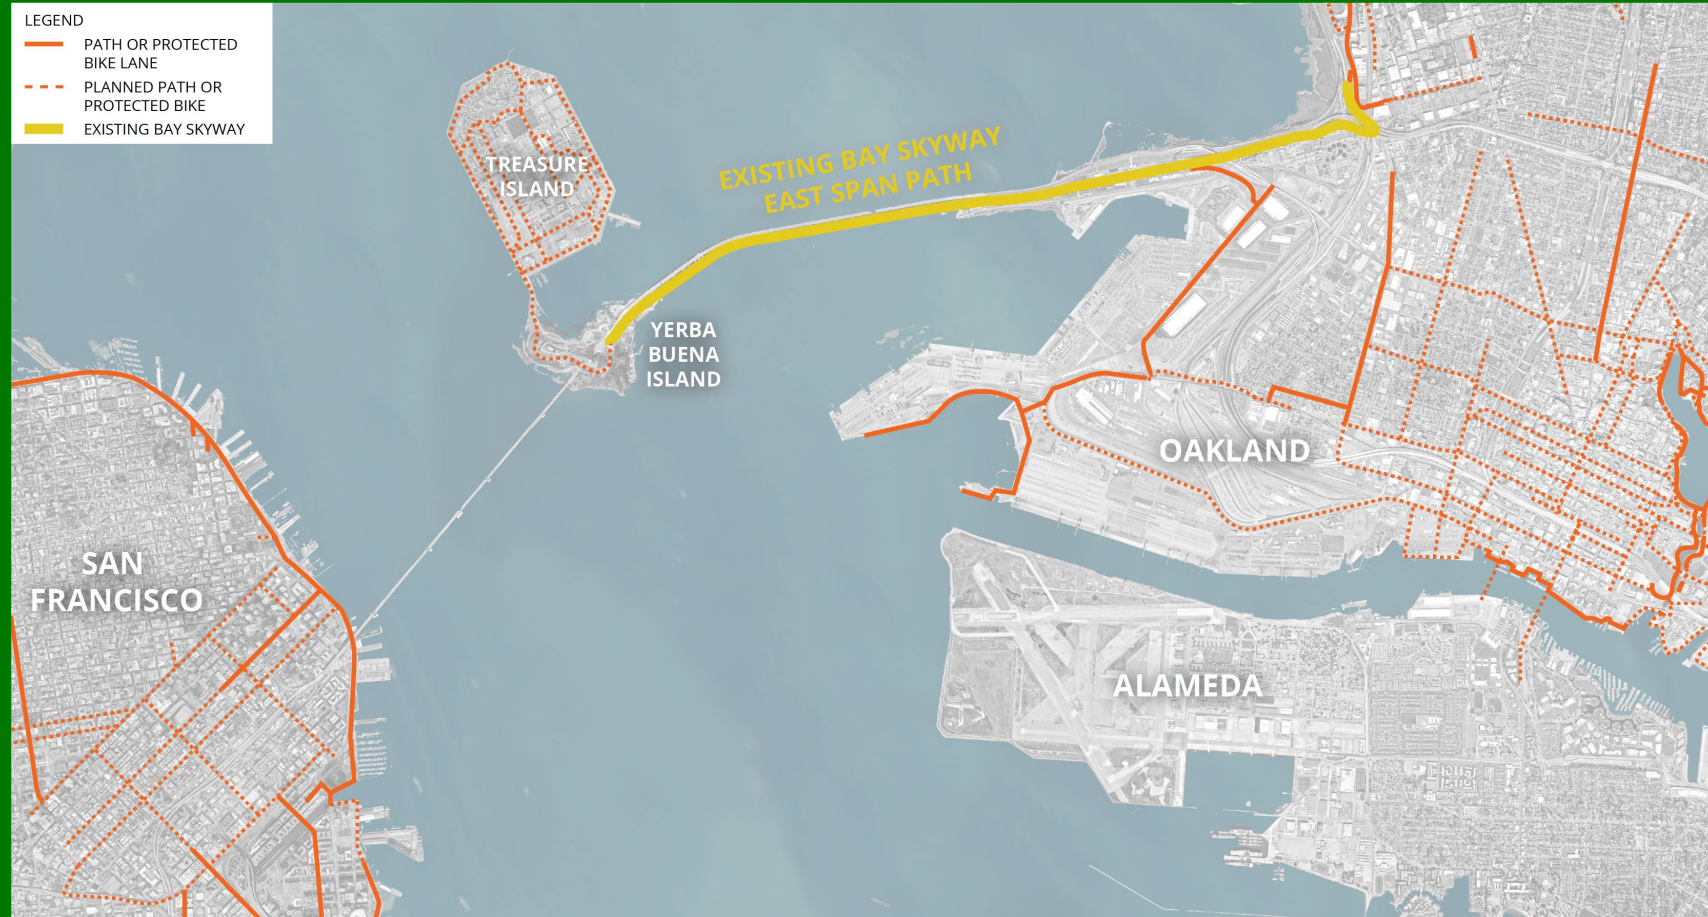 LEGEND
PATH OR PROTECTED
BIKE LANE
PLANNED PATH OR
PROTECTED BIKE
EXISTING BAY SKYWAY
TREASURE
ISLAND
EXISTING BAY SKYWAY
EAST SPAN PATH
YERBA
BUENA
ISLAND
OAKLAND
SAN
FRANCISCO
ALAMEDA